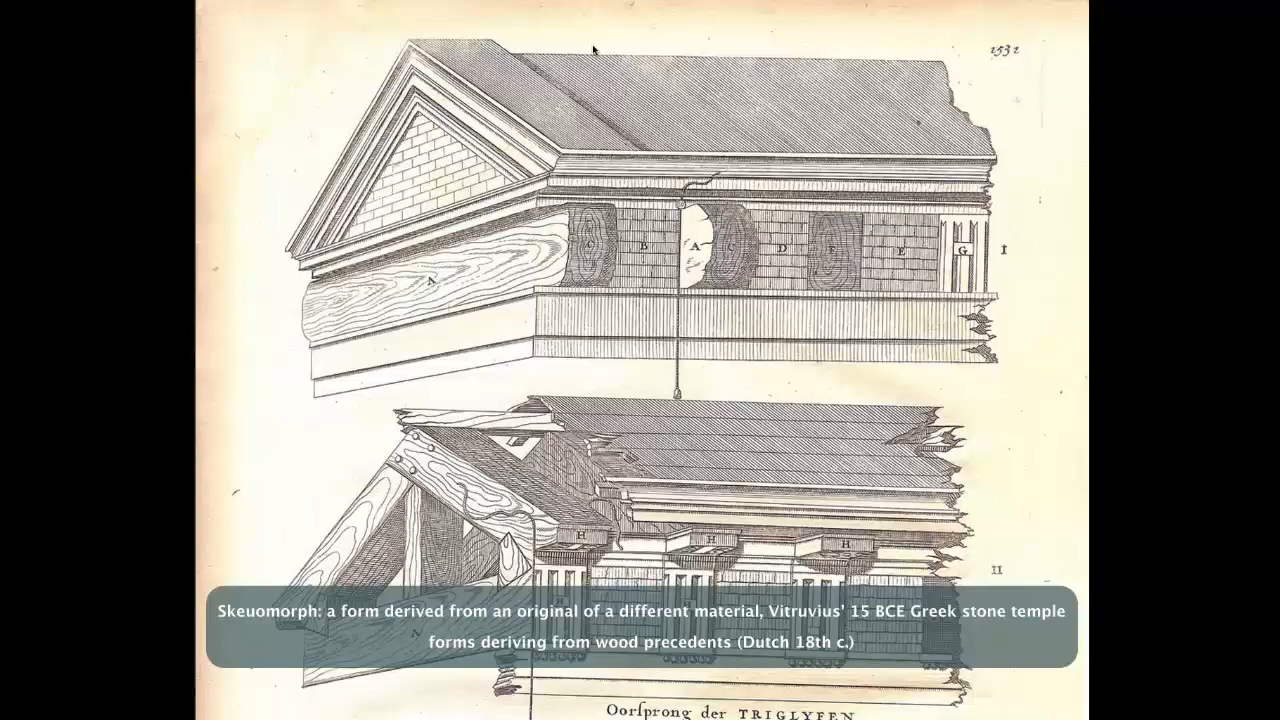 1532
C
B
A
C
D
F
E
G
I
A
H
H
H
II
Skeuomorph: a form derived from an original of a different material, Vitruvius' 15 BCE Greek stone temple
forms deriving from wood precedents (Dutch 18th c.)
Oorſprong der TRIGLYFEN